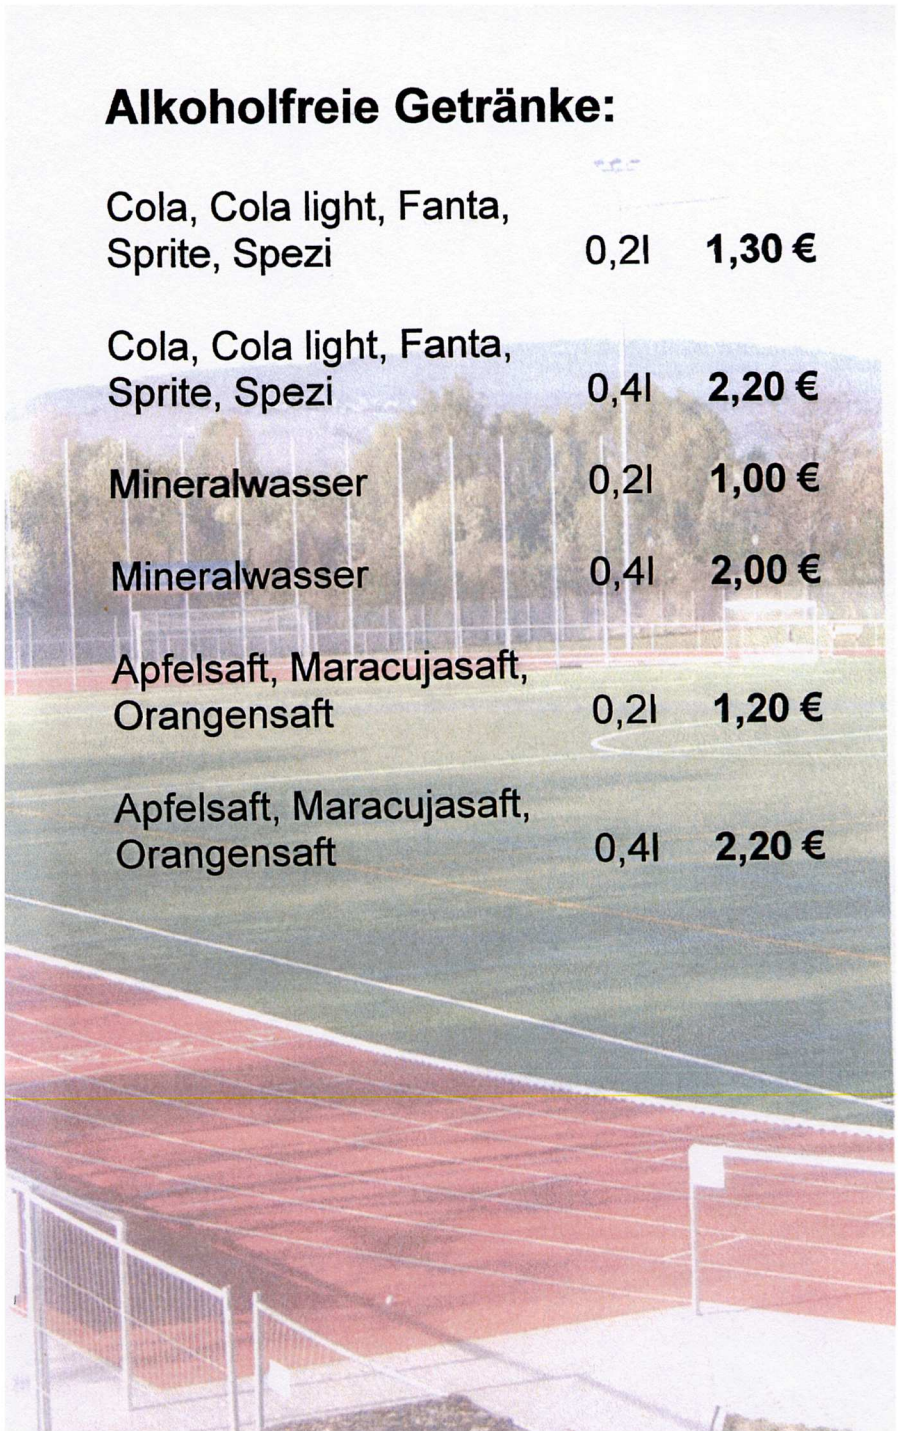 Alkoholfreie Getränke:
Cola, Cola light, Fanta,
Sprite, Spezi 0,2l 1,30 €
Cola, Cola light, Fanta,
Sprite, Spezi 0,4l 2,20 €
Mineralwasser 0,2l 1,00 €
Mineralwasser 0,4l 2,00 €
Apfelsaft, Maracujasaft,
Orangensaft 0,2l 1,20 €
Apfelsaft, Maracujasaft,
Orangensaft 0,4l 2,20 €